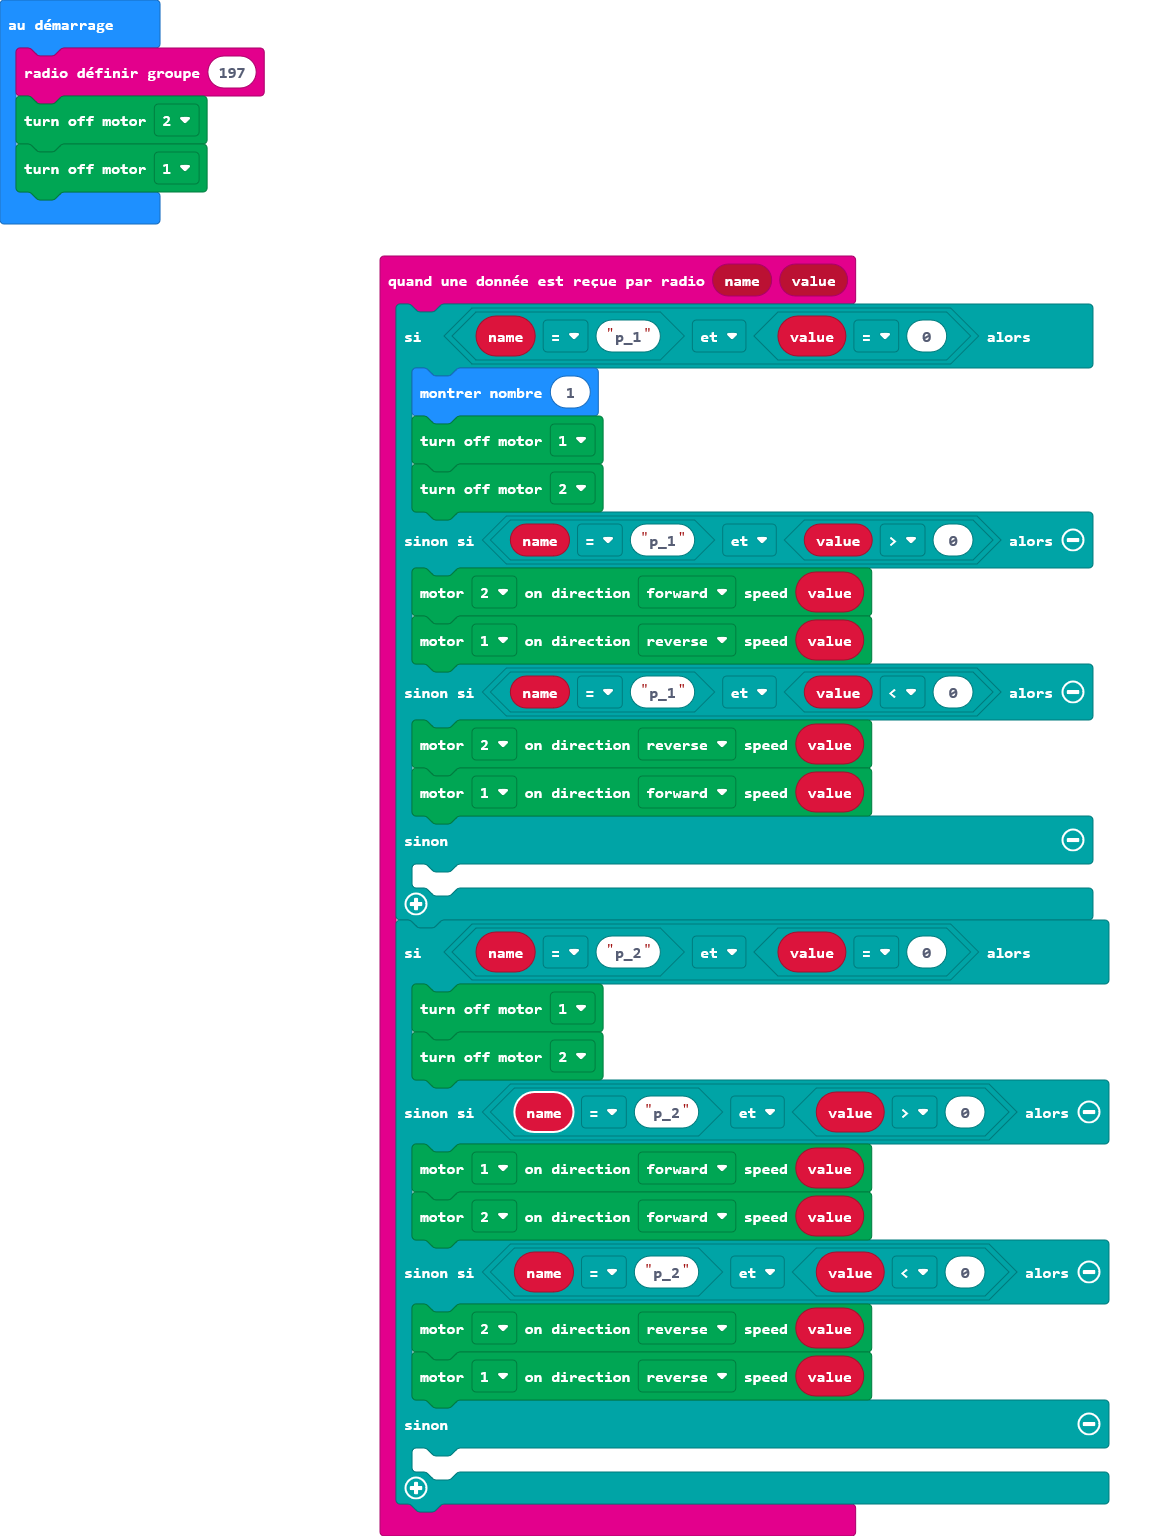 au démarrage
radio définir groupe 197
turn off motor 2
turn off motor 1
quand une donnée est reçue par radio name value
si name = "p_1" et value = 0 alors
montrer nombre 1
turn off motor 1
turn off motor 2
sinon si name = "p_1" et value > 0 alors
motor 2 on direction forward speed value
motor 1 on direction reverse speed value
sinon si name = "p_1" et value < 0 alors
motor 2 on direction reverse speed value
motor 1 on direction forward speed value
sinon
si name = "p_2" et value = 0 alors
turn off motor 1
turn off motor 2
sinon si name = "p_2" et value > 0 alors
motor 1 on direction forward speed value
motor 2 on direction forward speed value
sinon si name = "p_2" et value < 0 alors
motor 2 on direction reverse speed value
motor 1 on direction reverse speed value
sinon